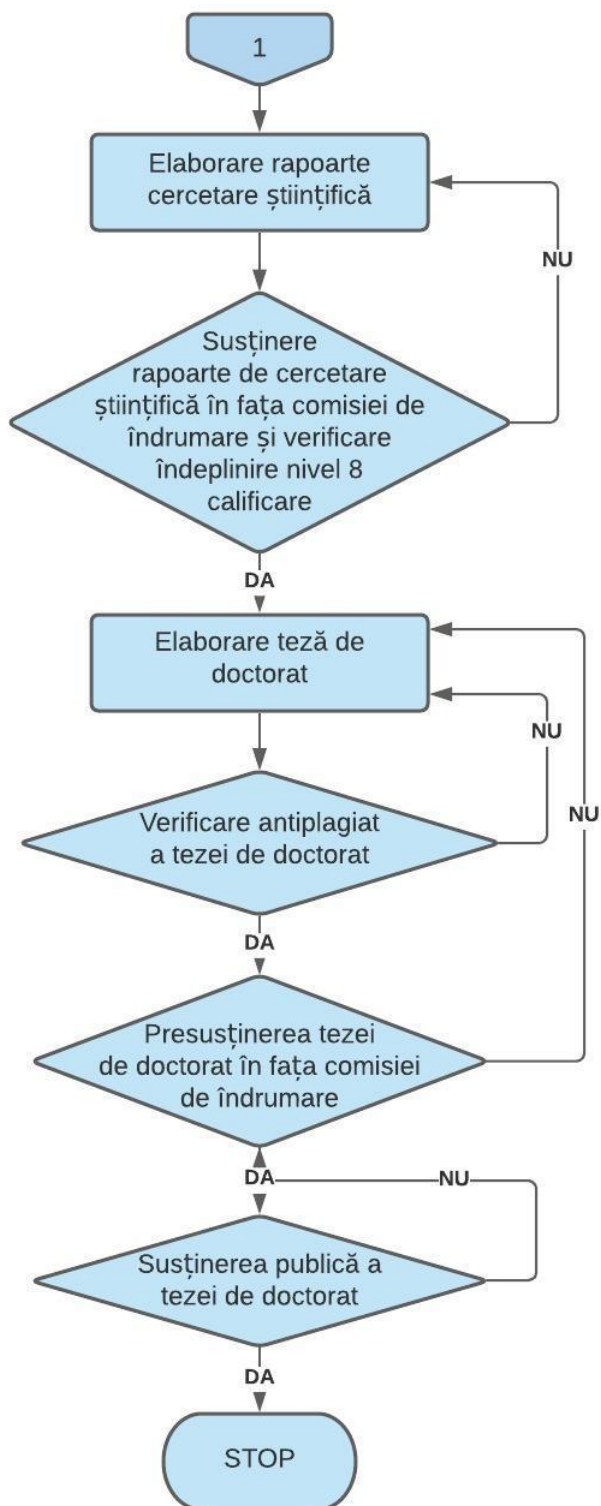 1
Elaborare rapoarte
cercetare științifică
NU
Susținere
rapoarte de cercetare
științifică în fața comisiei de
îndrumare și verificare
îndeplinire nivel 8
calificare
DA
Elaborare teză de
doctorat
NU
NU
Verificare antiplagiat
a tezei de doctorat
DA
Presusținerea tezei
de doctorat în fața comisiei
de îndrumare
DA
NU
Susținerea publică a
tezei de doctorat
DA
STOP